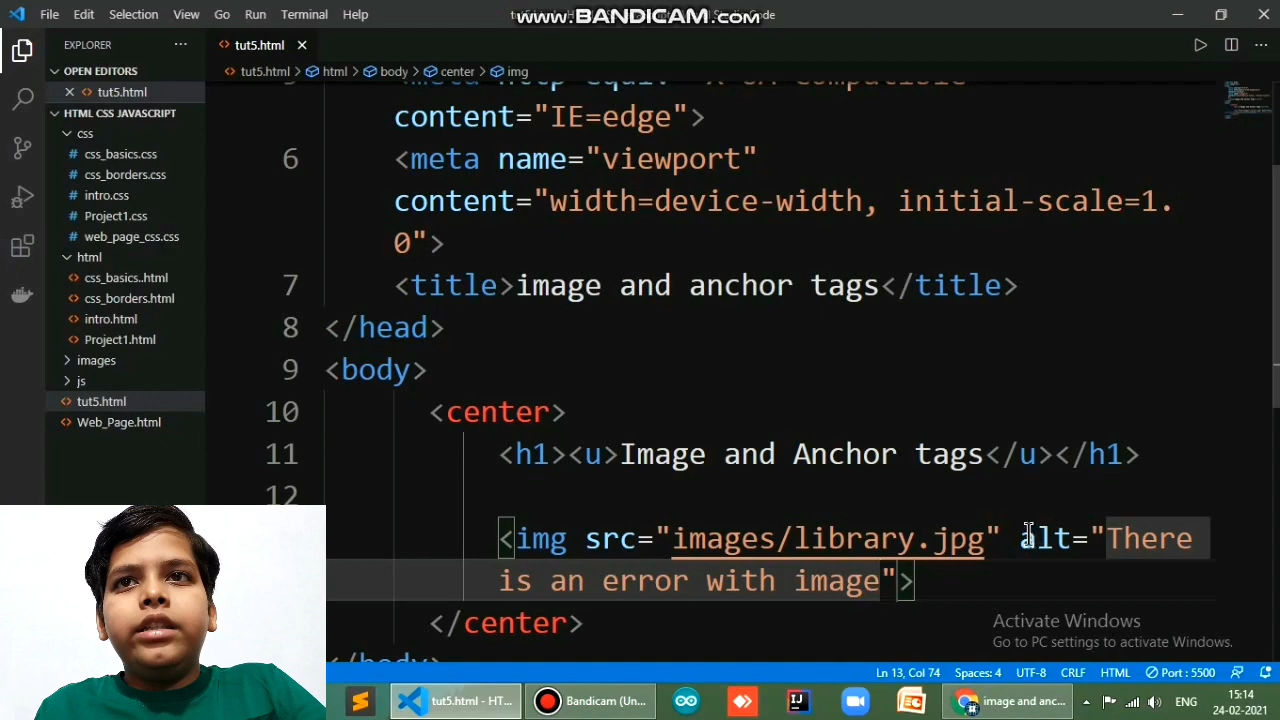 File Edit Selection View Go Run Terminal Help
www.BANDICAM.com
EXPLORER
tut5.html
OPEN EDITORS
tut5.html > html > body > center > img
tut5.html
HTML CSS JAVASCRIPT
css
css_basics.css
css_borders.css
intro.css
Project1.css
web_page_css.css
html
css_basics..html
css_borders.html
intro.html
Project1.html
images
js
tut5.html
Web_Page.html
content="IE=edge">
6 <meta name="viewport"
content="width=device-width, initial-scale=1.
0">
7 <title>image and anchor tags</title>
8 </head>
9 <body>
10 <center>
11 <h1><u>Image and Anchor tags</u></h1>
12
<img src="images/library.jpg" alt="There
is an error with image">
</center>
Activate Windows
Go to PC settings to activate Windows.
Ln 13, Col 74 Spaces: 4 UTF-8 CRLF HTML Port : 5500
tut5.html - HT... Bandicam (Un... image and anc... ENG
15:14
24-02-2021